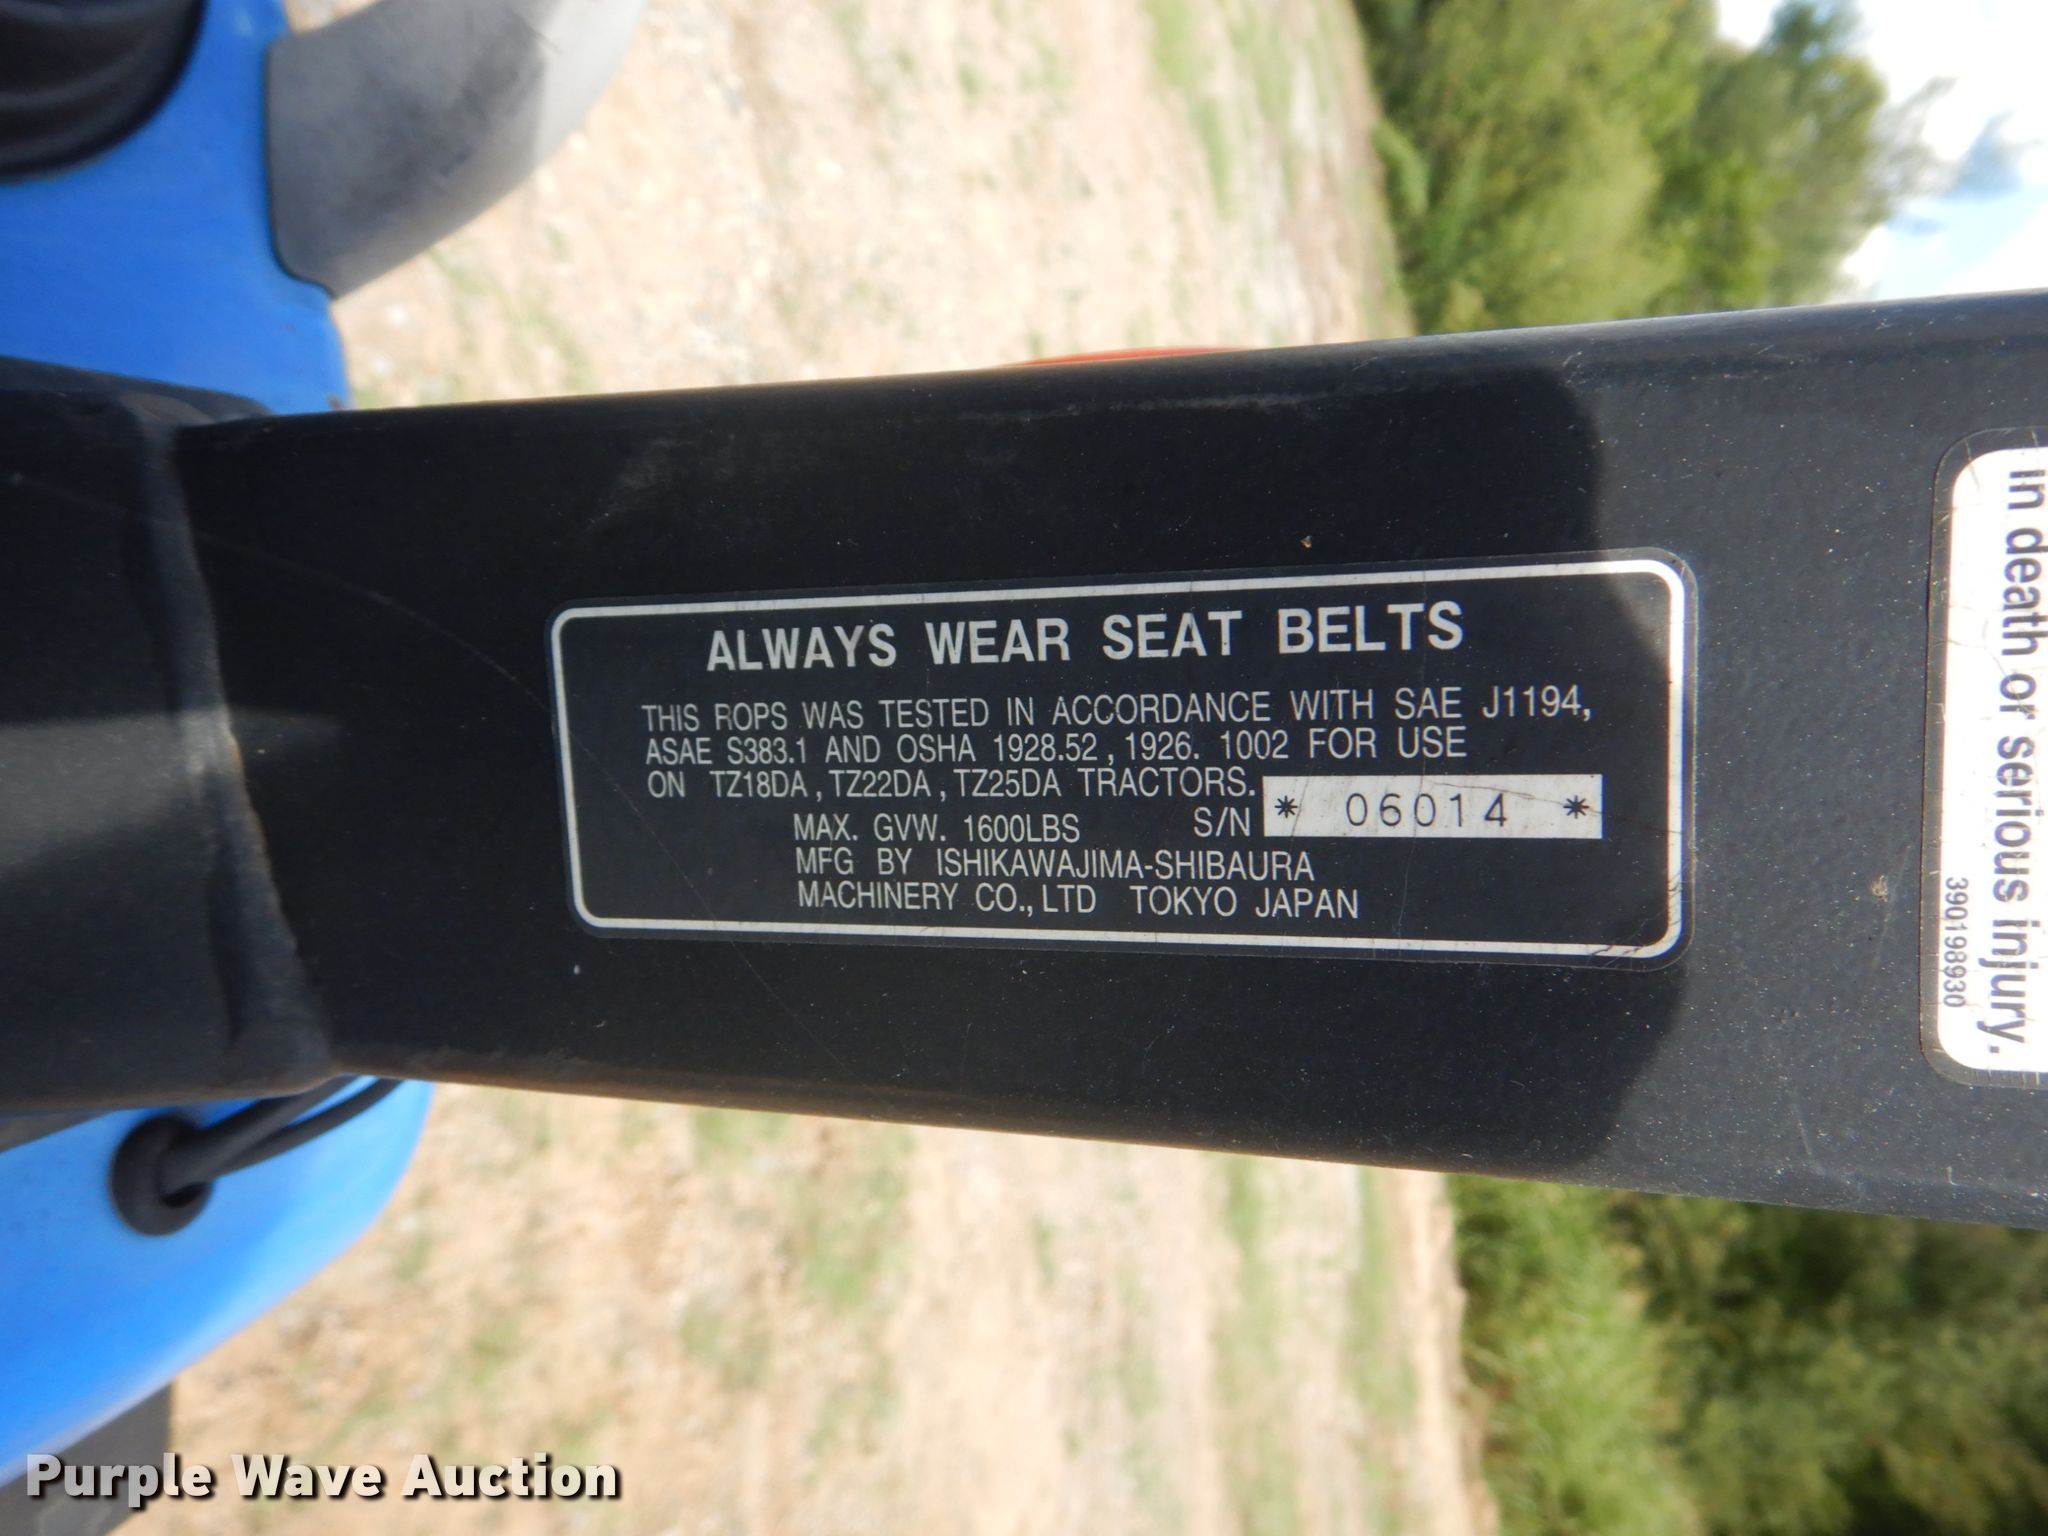 ALWAYS WEAR SEAT BELTS
THIS ROPS WAS TESTED IN ACCORDANCE WITH SAE J1194,
ASAE S383.1 AND OSHA 1928.52, 1926. 1002 FOR USE
ON TZ18DA, TZ22DA, TZ25DA TRACTORS.
MAX. GVW. 1600LBS S/N * 06014 *
MFG BY ISHIKAWAJIMA-SHIBAURA
MACHINERY CO., LTD TOKYO JAPAN
in death or serious injury.
390198930
Purple Wave Auction